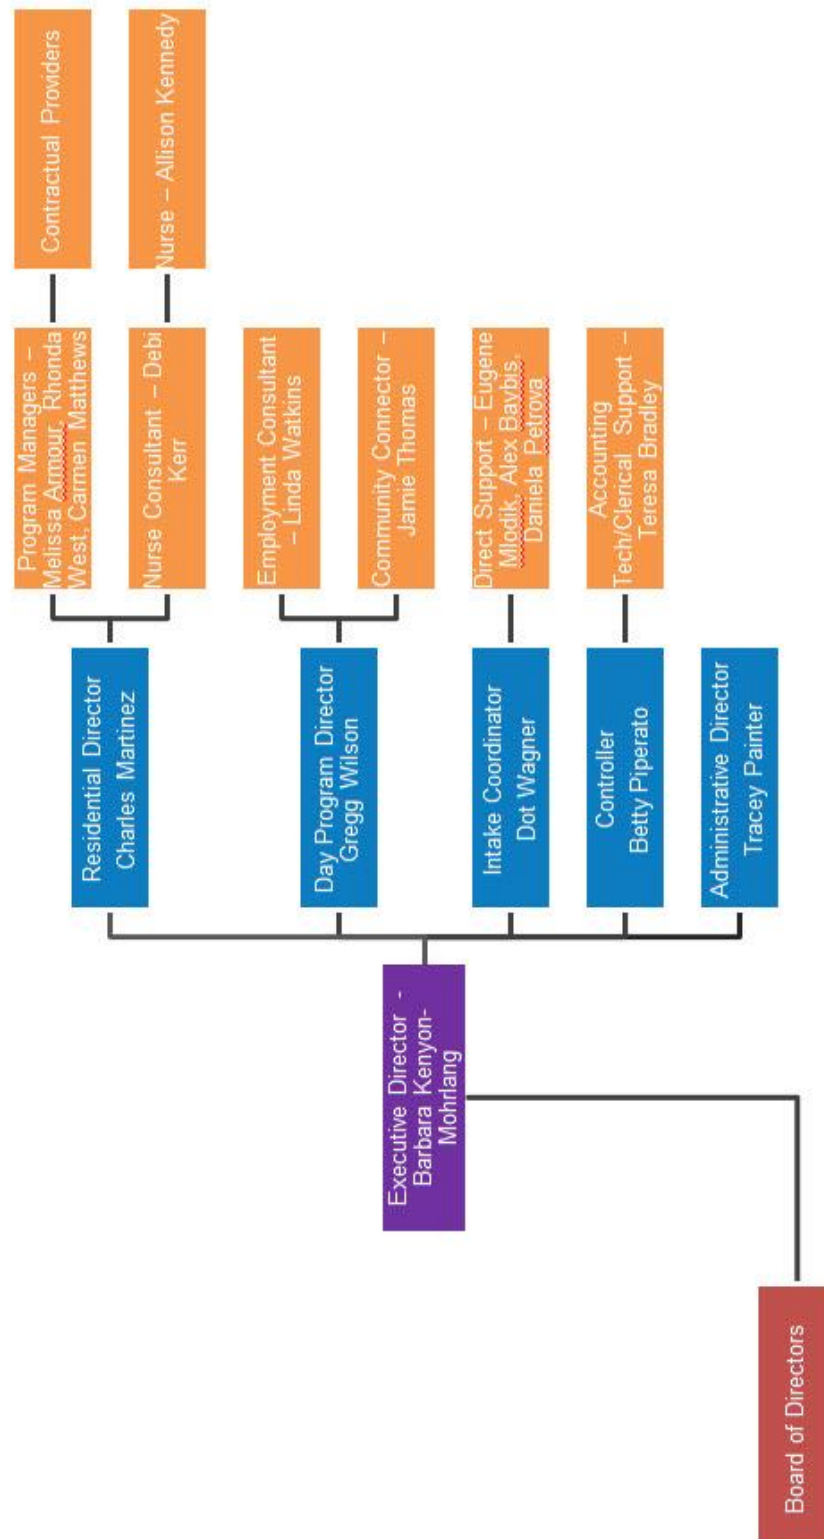 Board of Directors
Executive Director -
Barbara Kenyon-
Mohrlang
Residential Director
Charles Martinez
Day Program Director
Gregg Wilson
Intake Coordinator
Dot Wagner
Controller
Betty Piperato
Administrative Director
Tracey Painter
Program Managers –
Melissa Armour, Rhonda
West, Carmen Matthews
Nurse Consultant – Debi
Kerr
Employment Consultant
– Linda Watkins
Community Connector –
Jamie Thomas
Direct Support – Eugene
Mlodik, Alex Baybis,
Daniela Petrova
Accounting
Tech/Clerical Support –
Teresa Bradley
Contractual Providers
Nurse – Allison Kennedy